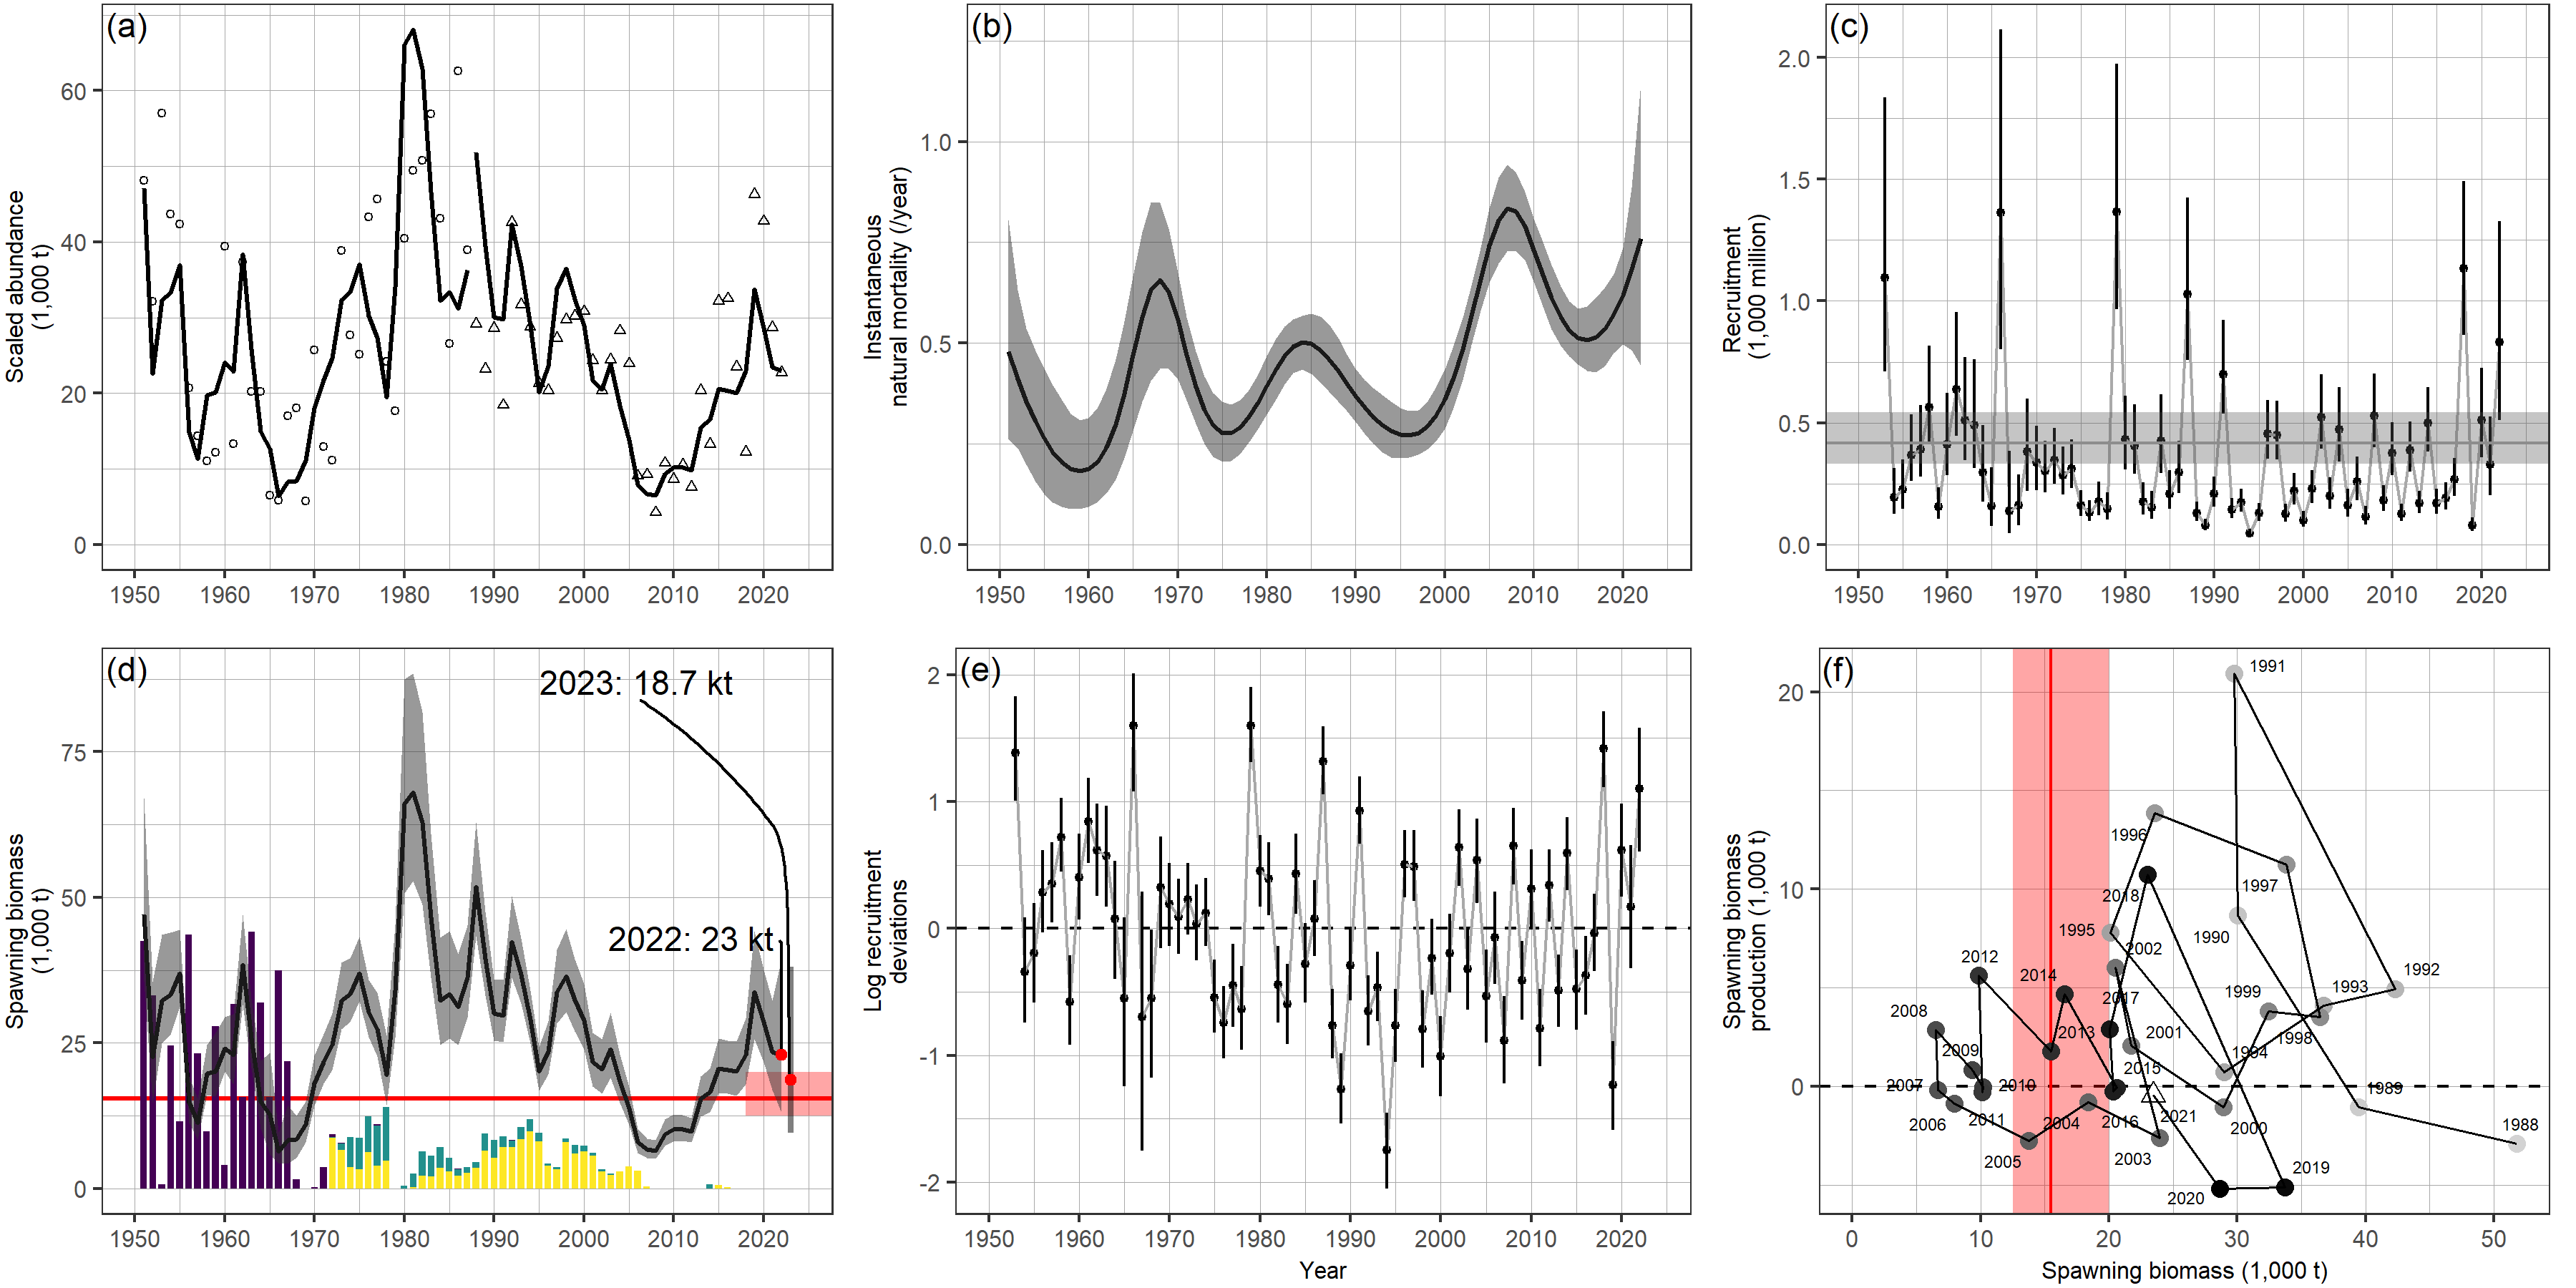 (a)
Scaled abundance
(1,000 t)
60
40
20
0
1950 1960 1970 1980 1990 2000 2010 2020
(b)
Instantaneous
natural mortality (/year)
1.0
0.5
0.0
1950 1960 1970 1980 1990 2000 2010 2020
(c)
Recruitment
(1,000 million)
2.0
1.5
1.0
0.5
0.0
1950 1960 1970 1980 1990 2000 2010 2020
(d)
Spawning biomass
(1,000 t)
75
50
25
0
2023: 18.7 kt
2022: 23 kt
1950 1960 1970 1980 1990 2000 2010 2020
(e)
Log recruitment
deviations
2
1
0
-1
-2
1950 1960 1970 1980 1990 2000 2010 2020
Year
(f)
Spawning biomass
production (1,000 t)
20
10
0
1991
1996
1997
2018
1990
1995
2002
2012
2014
1992
1999
1993
2017
2008
2013
2001
1998
2009
1994
2015
2007
2010
1989
2006
2011
2004
2016
2021
2000
1988
2005
2003
2019
2020
0 10 20 30 40 50
Spawning biomass (1,000 t)